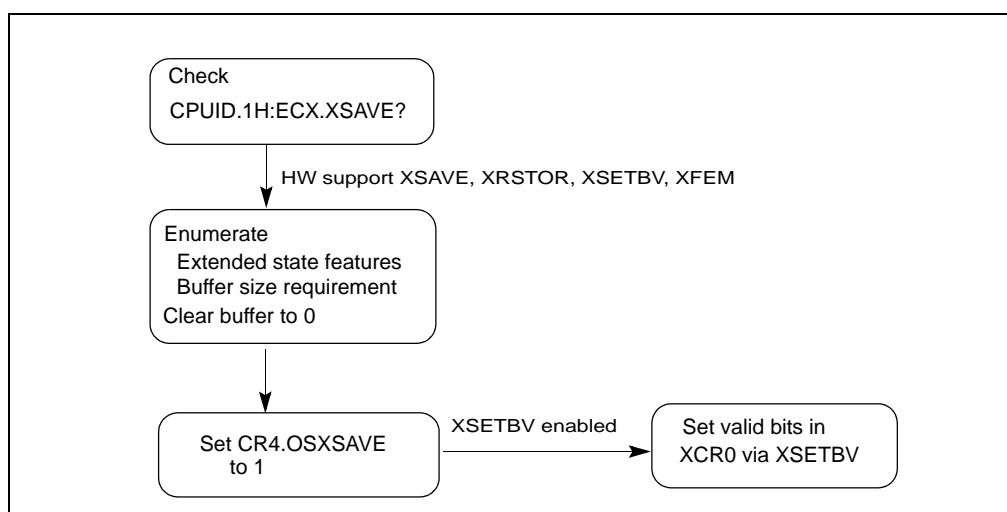 Check
CPUID.1H:ECX.XSAVE?
HW support XSAVE, XRSTOR, XSETBV, XFEM
Enumerate
Extended state features
Buffer size requirement
Clear buffer to 0
Set CR4.OSXSAVE
to 1
XSETBV enabled
Set valid bits in
XCR0 via XSETBV